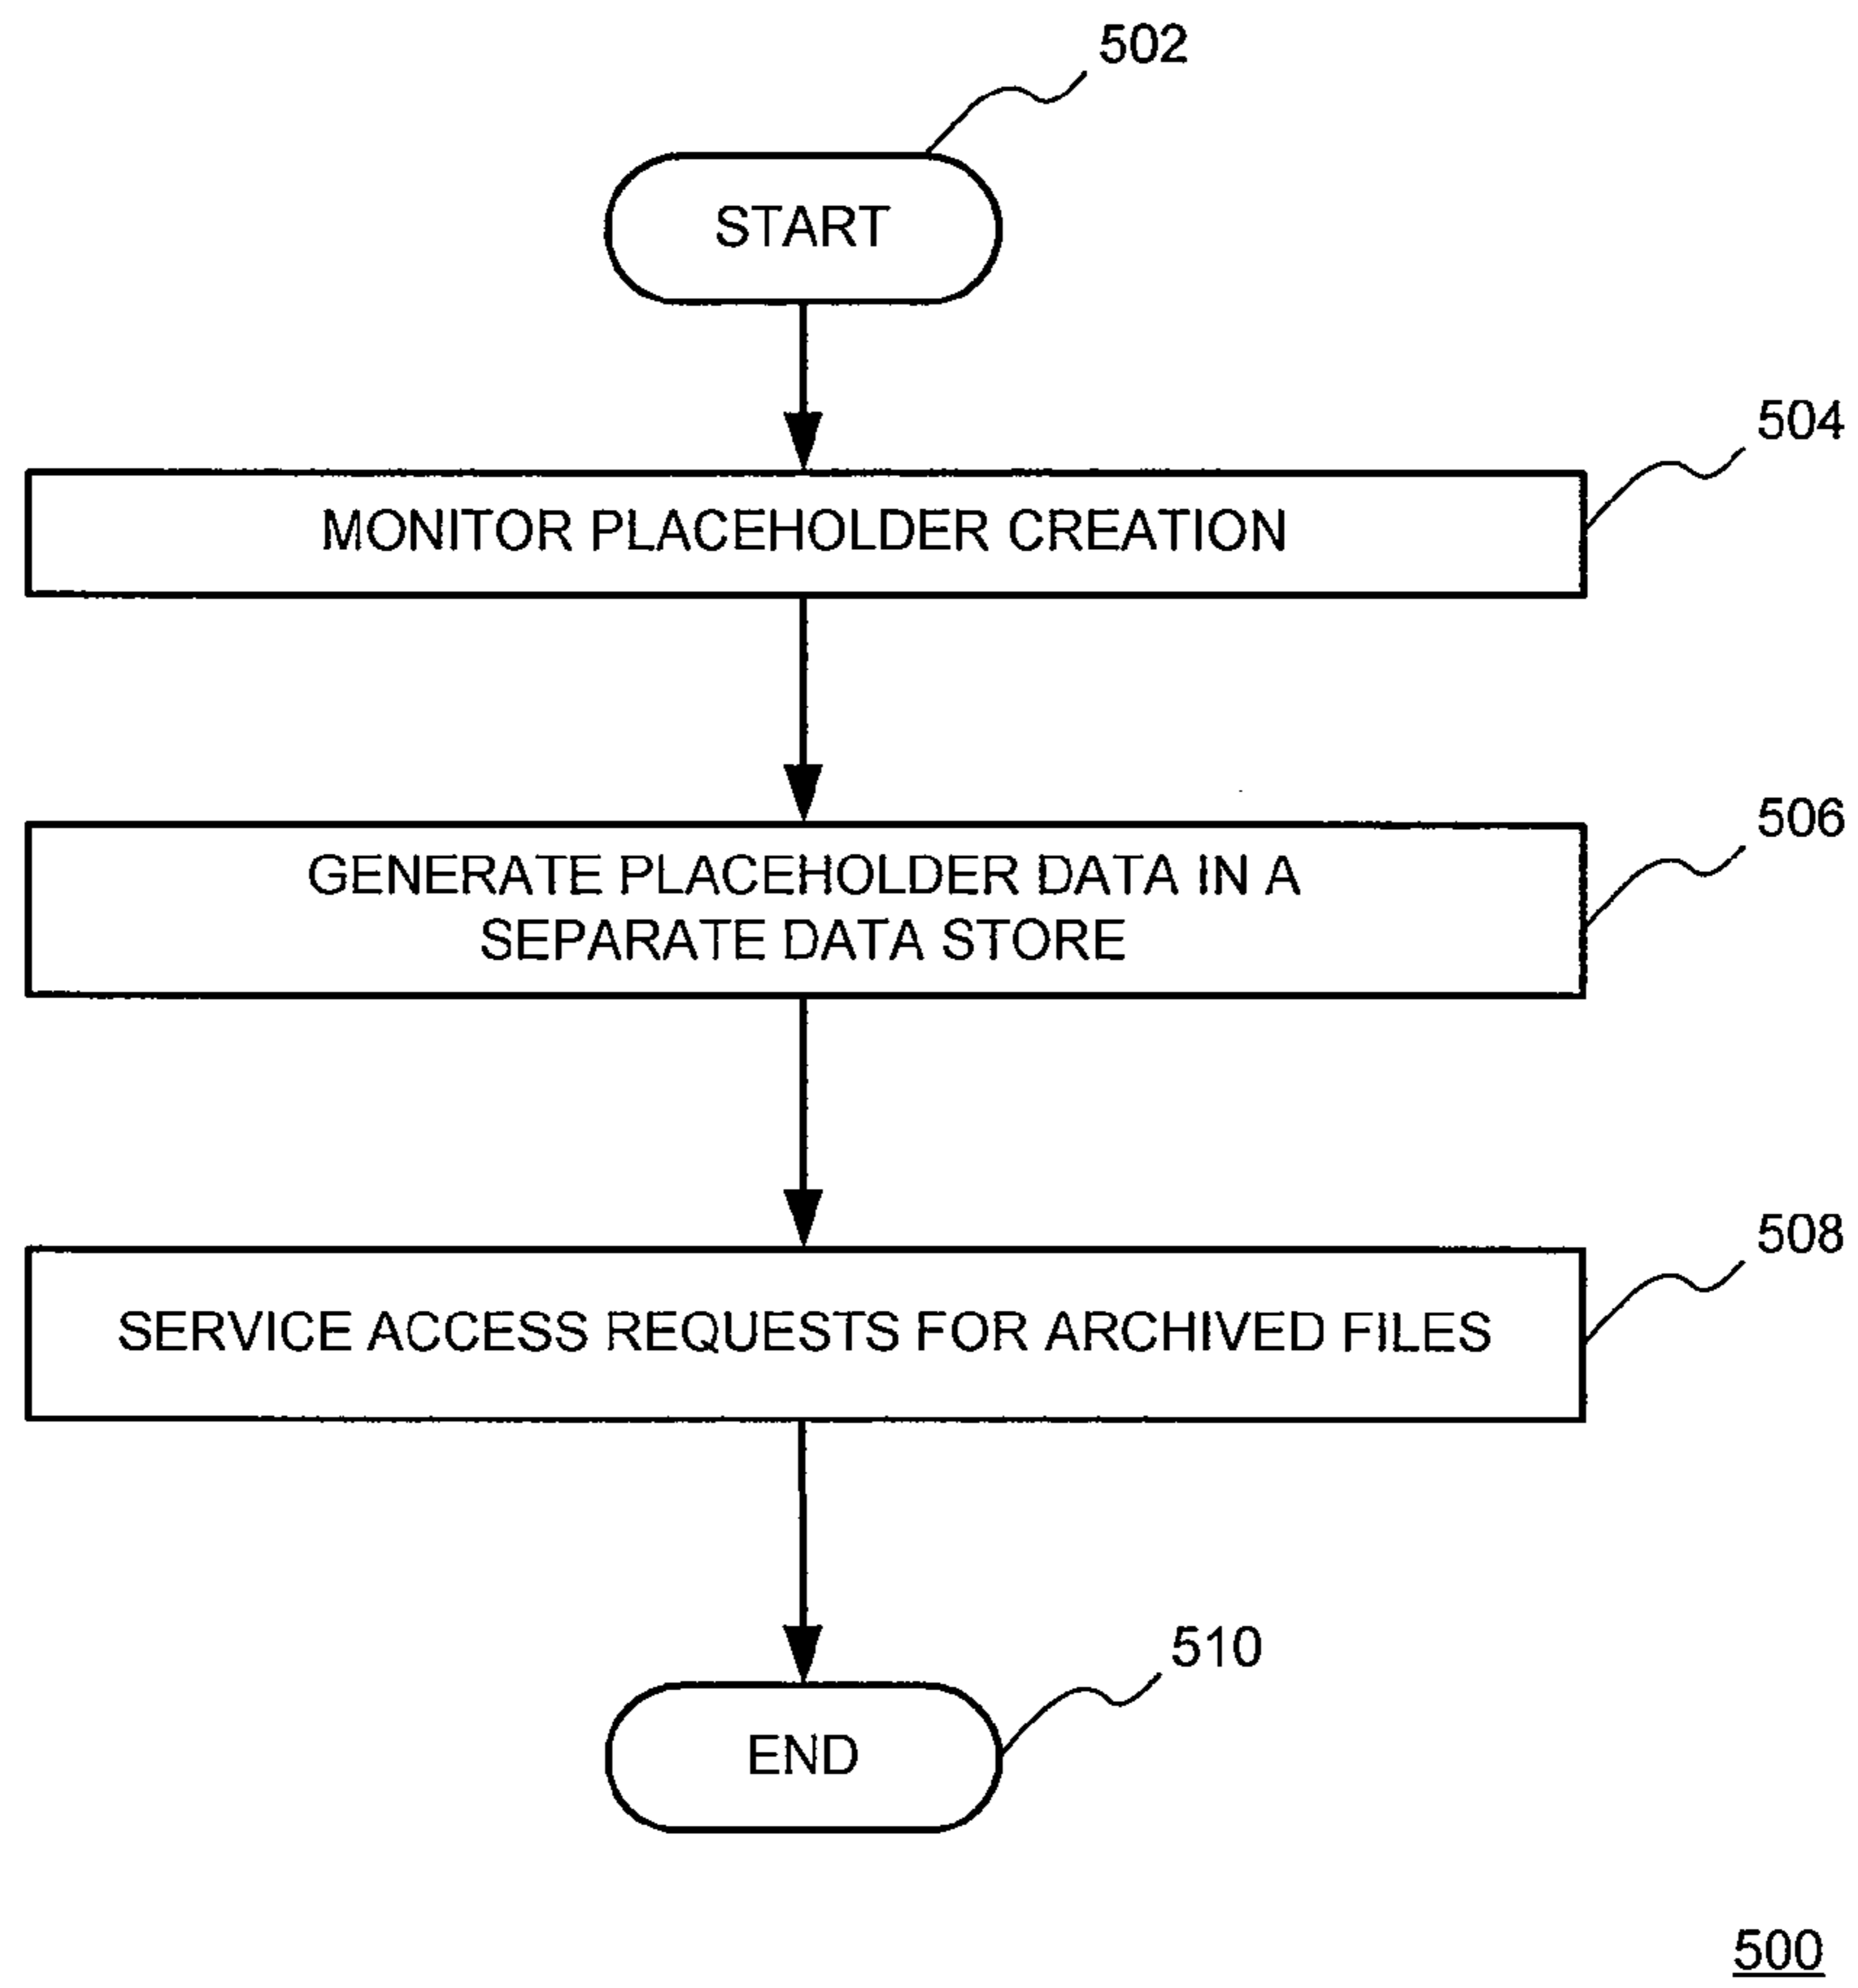 502
START
504
MONITOR PLACEHOLDER CREATION
506
GENERATE PLACEHOLDER DATA IN A
SEPARATE DATA STORE
508
SERVICE ACCESS REQUESTS FOR ARCHIVED FILES
510
END
500